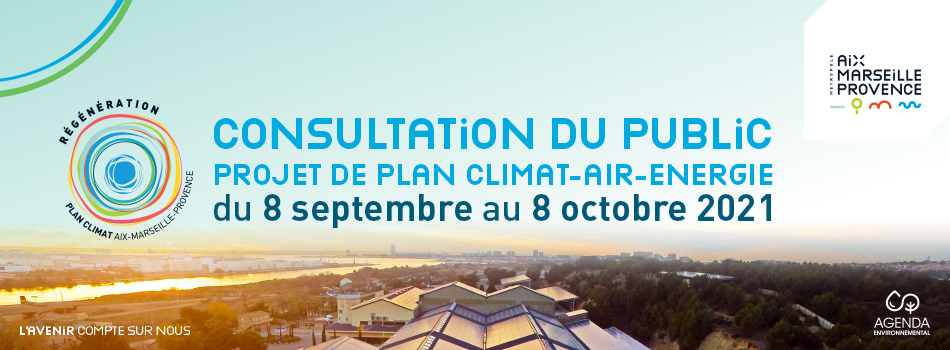 MÉTROPOLE
AIX
MARSEILLE
PROVENCE
RÉGÉNÉRATION
PLAN CLIMAT AIX-MARSEILLE-PROVENCE
CONSULTATION DU PUBLIC
PROJET DE PLAN CLIMAT-AIR-ENERGIE
du 8 septembre au 8 octobre 2021
L'AVENIR COMPTE SUR NOUS
AGENDA
ENVIRONNEMENTAL